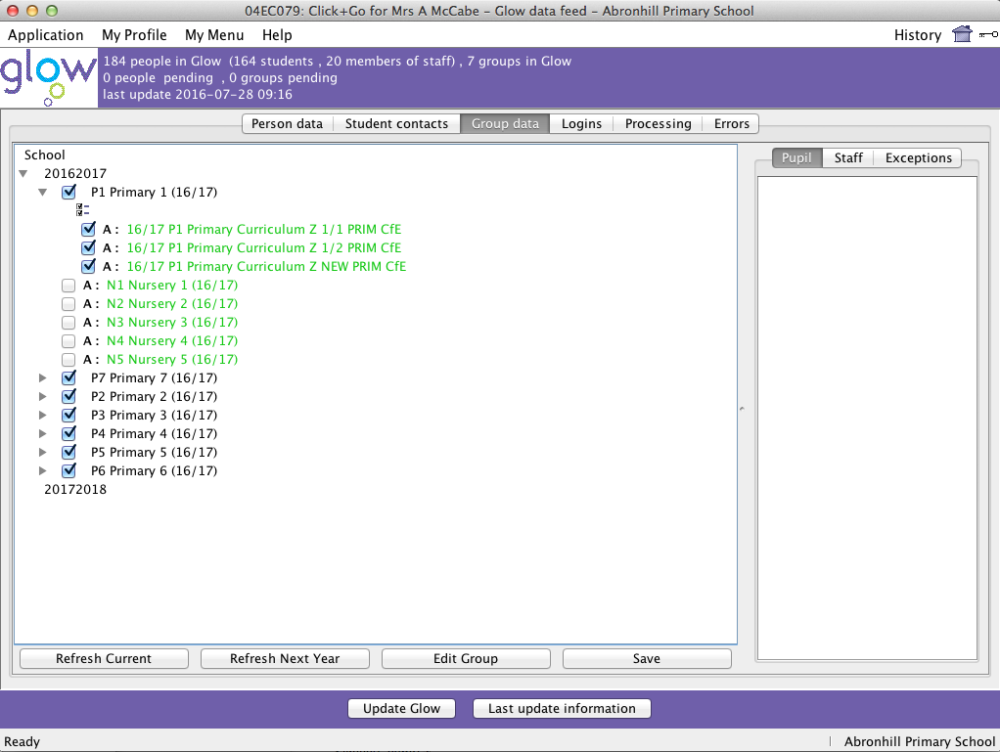 04EC079: Click+Go for Mrs A McCabe - Glow data feed - Abronhill Primary School
Application My Profile My Menu Help History
glow
184 people in Glow (164 students , 20 members of staff) , 7 groups in Glow
0 people pending , 0 groups pending
last update 2016-07-28 09:16
Person data Student contacts Group data Logins Processing Errors
School
20162017
P1 Primary 1 (16/17)
A : 16/17 P1 Primary Curriculum Z 1/1 PRIM CfE
A : 16/17 P1 Primary Curriculum Z 1/2 PRIM CfE
A : 16/17 P1 Primary Curriculum Z NEW PRIM CfE
A : N1 Nursery 1 (16/17)
A : N2 Nursery 2 (16/17)
A : N3 Nursery 3 (16/17)
A : N4 Nursery 4 (16/17)
A : N5 Nursery 5 (16/17)
P7 Primary 7 (16/17)
P2 Primary 2 (16/17)
P3 Primary 3 (16/17)
P4 Primary 4 (16/17)
P5 Primary 5 (16/17)
P6 Primary 6 (16/17)
20172018
Pupil Staff Exceptions
Refresh Current Refresh Next Year Edit Group Save
Update Glow Last update information
Ready Abronhill Primary School